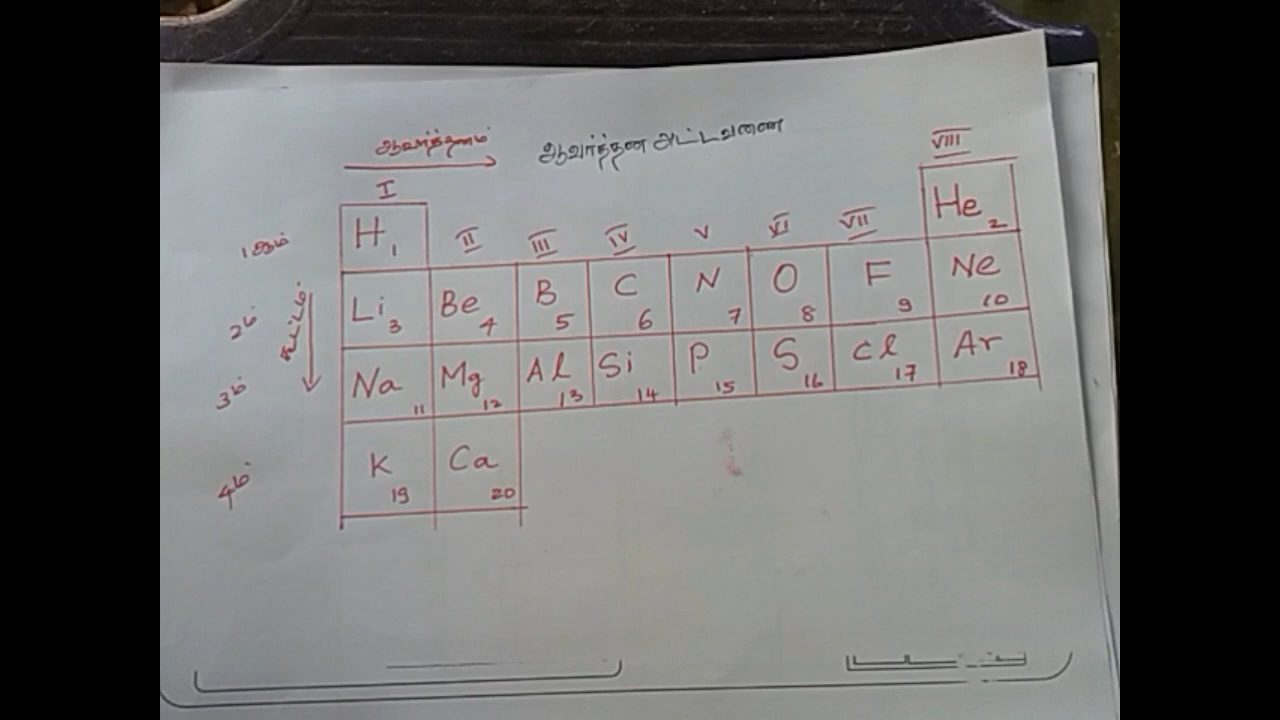 ஆவர்த்தனம் ஆவர்த்தன அட்டவணை
I VIII
1ஆம் H 1 II III IV V VI VII He 2
2ம் கூட்டம் Li 3 Be 4 B 5 C 6 N 7 O 8 F 9 Ne 10
3ம் Na 11 Mg 12 Al 13 Si 14 P 15 S 16 Cl 17 Ar 18
4ம் K 19 Ca 20